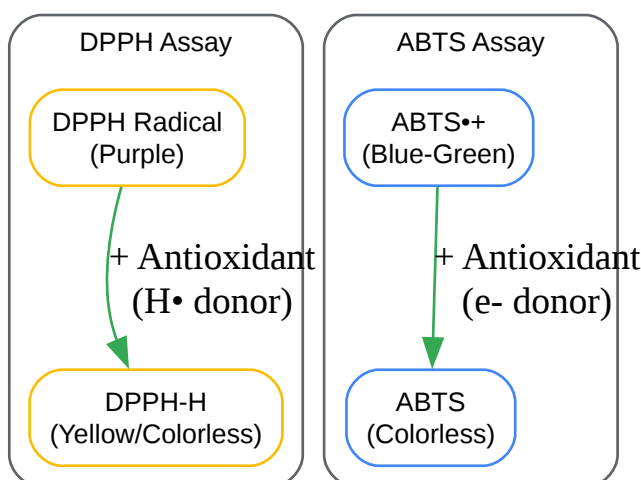 DPPH Assay
DPPH Radical
(Purple)
+ Antioxidant
(H• donor)
DPPH-H
(Yellow/Colorless)
ABTS Assay
ABTS•+
(Blue-Green)
+ Antioxidant
(e- donor)
ABTS
(Colorless)